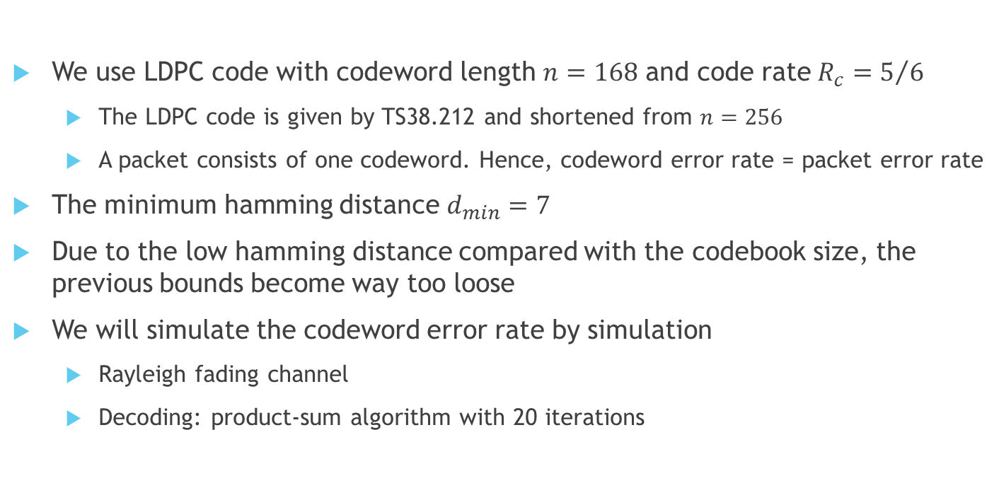 We use LDPC code with codeword length n = 168 and code rate R_c = 5/6
The LDPC code is given by TS38.212 and shortened from n = 256
A packet consists of one codeword. Hence, codeword error rate = packet error rate
The minimum hamming distance d_min = 7
Due to the low hamming distance compared with the codebook size, the
previous bounds become way too loose
We will simulate the codeword error rate by simulation
Rayleigh fading channel
Decoding: product-sum algorithm with 20 iterations